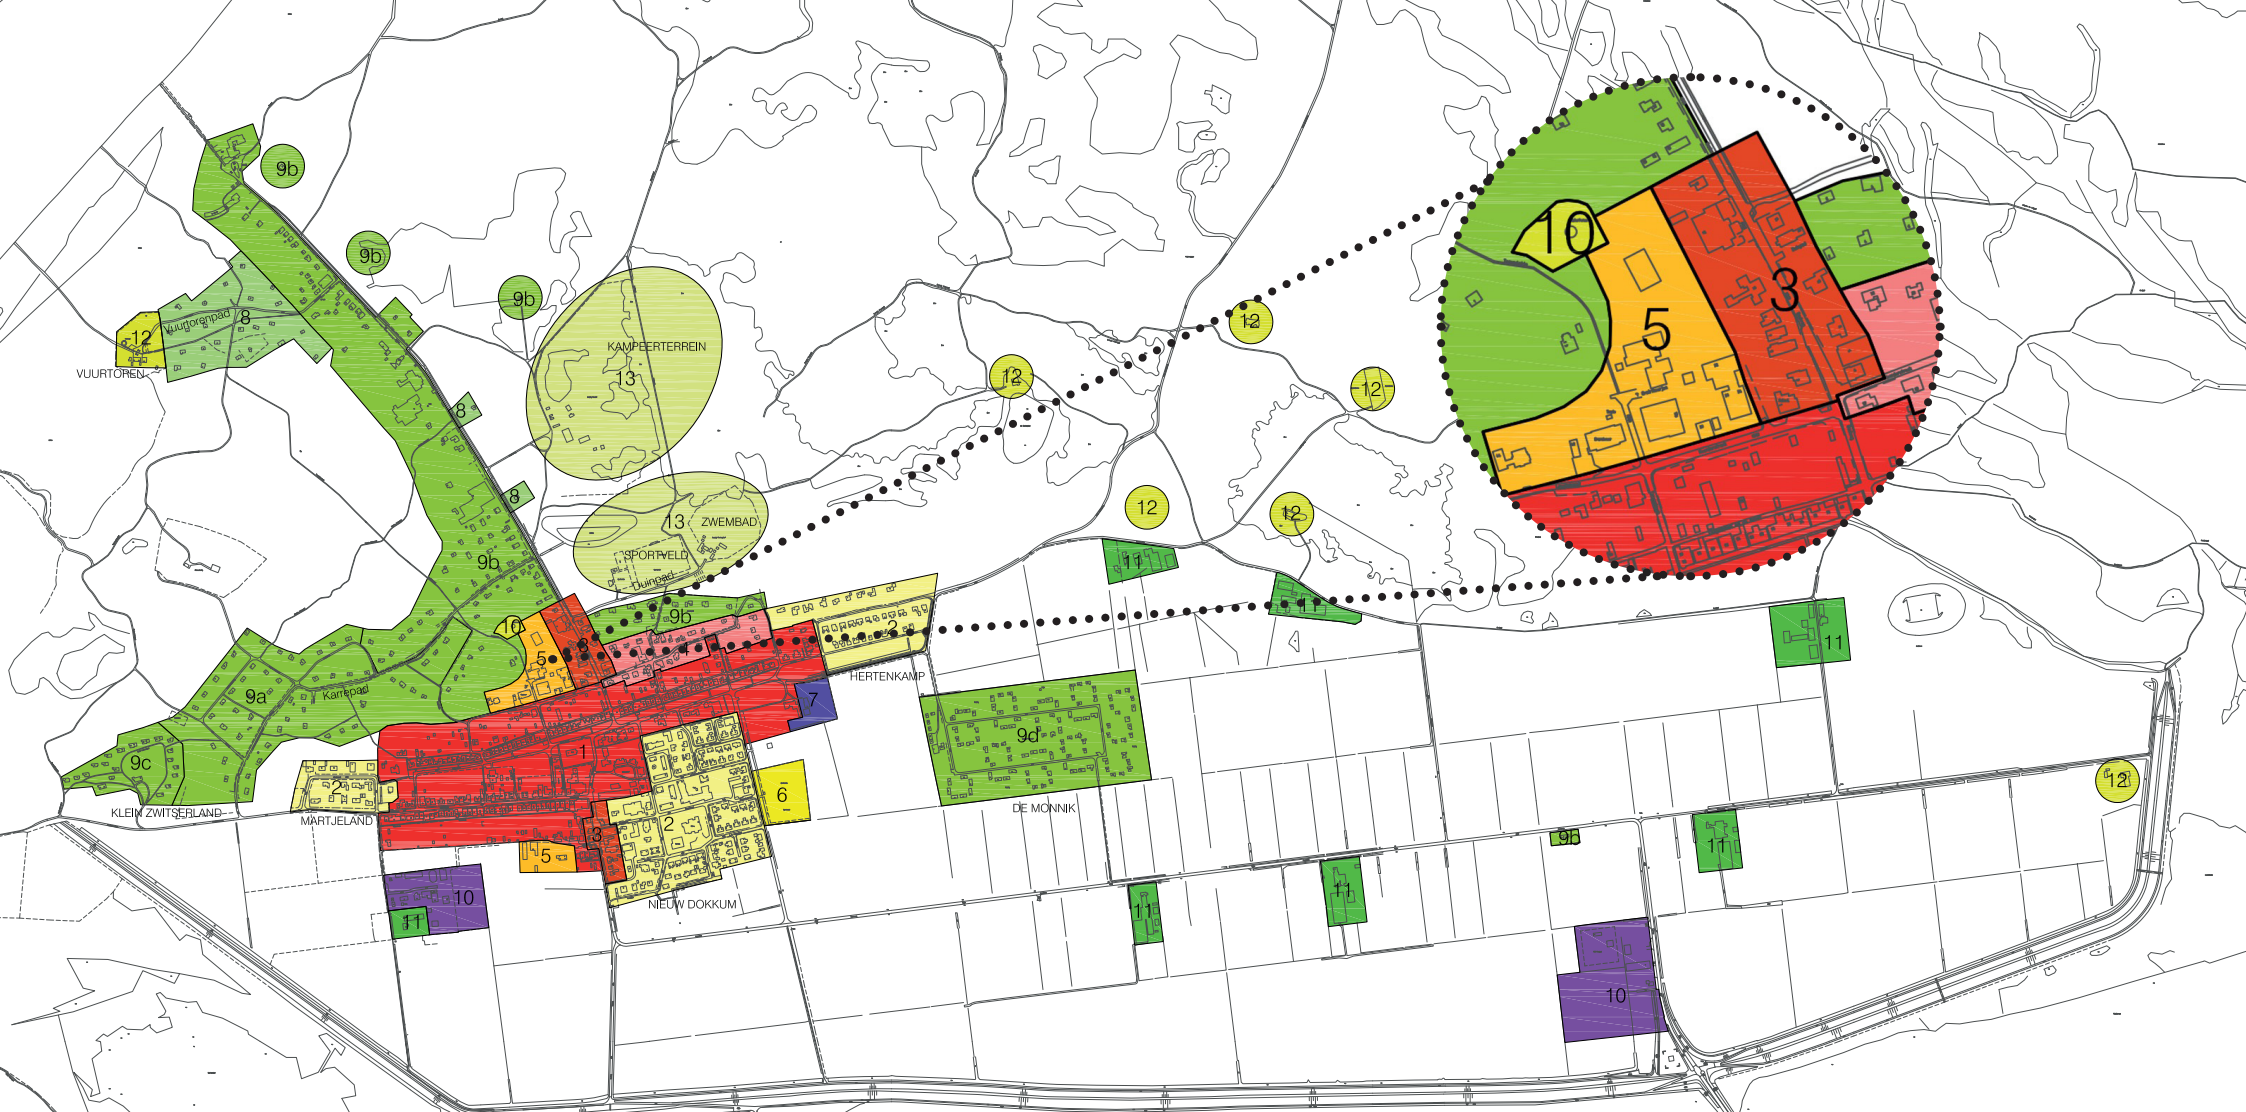 9b
9b
10
3
5
9b
12
Vuurtorenpad
8
12
VUURTOREN
KAMPEERTERREIN
13
12
12
8
8
12
12
13
ZWEMBAD
SPORTVELD
Duinpad
9b
11
11
9b
10
5
3
4
2
11
9a
Karrepad
HERTENKAMP
7
9c
1
9d
2
6
12
KLEIN ZWITSERLAND
MARTJELAND
DE MONNIK
2
3
9b
11
5
10
11
11
NIEUW DOKKUM
11
11
10